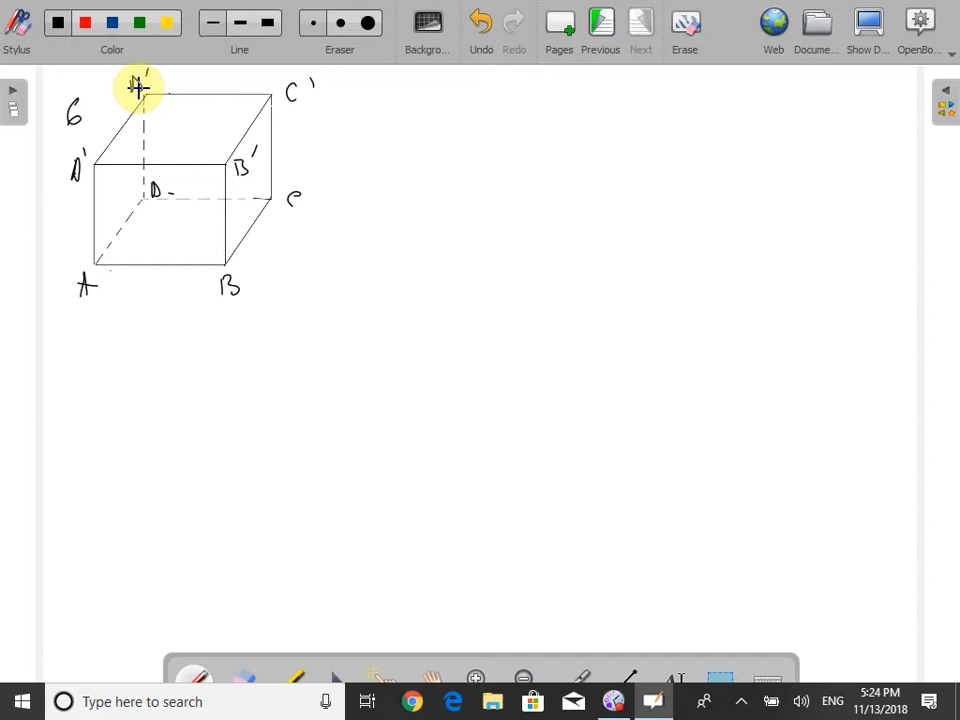 Stylus
Color
Line
Eraser
Backgro...
Undo
Redo
Pages
Previous
Next
Erase
Web
Docume...
Show D...
OpenBo...
C'
6
A'
B'
D
C
A
B
Type here to search
ENG
5:24 PM
11/13/2018